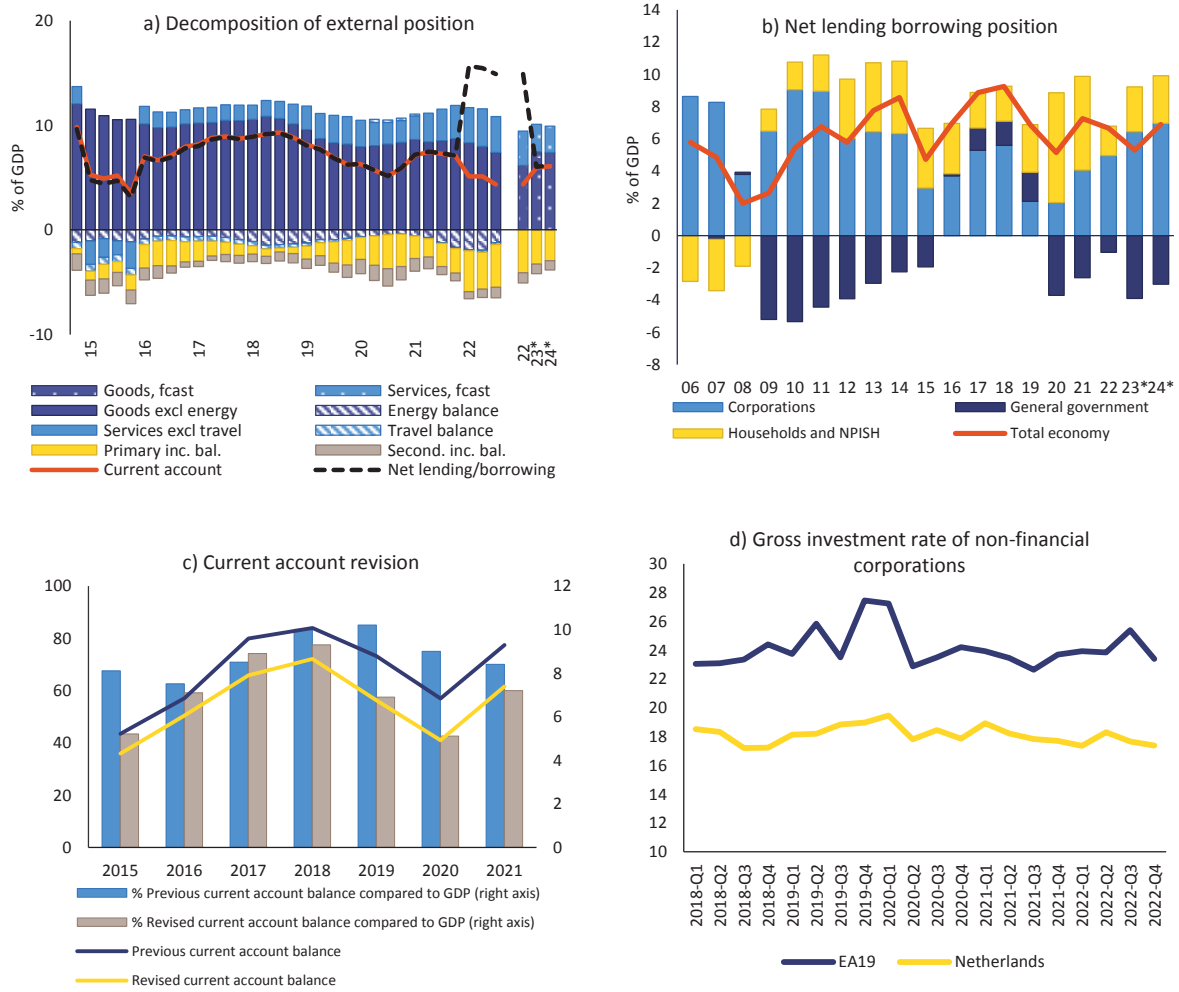 a) Decomposition of external position
% of GDP
20
10
0
-10
15 16 17 18 19 20 21 22 22 23* 24*
Goods, fcast
Services, fcast
Goods excl energy
Energy balance
Services excl travel
Travel balance
Primary inc. bal.
Second. inc. bal.
Current account
Net lending/borrowing
b) Net lending borrowing position
% of GDP
14
12
10
8
6
4
2
0
-2
-4
-6
-8
06 07 08 09 10 11 12 13 14 15 16 17 18 19 20 21 22 23* 24*
Corporations
General government
Households and NPISH
Total economy
c) Current account revision
100
80
60
40
20
0
12
10
8
6
4
2
0
2015 2016 2017 2018 2019 2020 2021
% Previous current account balance compared to GDP (right axis)
% Revised current account balance compared to GDP (right axis)
Previous current account balance
Revised current account balance
d) Gross investment rate of non-financial
corporations
30
28
26
24
22
20
18
16
14
12
10
2018-Q1
2018-Q2
2018-Q3
2018-Q4
2019-Q1
2019-Q2
2019-Q3
2019-Q4
2020-Q1
2020-Q2
2020-Q3
2020-Q4
2021-Q1
2021-Q2
2021-Q3
2021-Q4
2022-Q1
2022-Q2
2022-Q3
2022-Q4
EA19
Netherlands